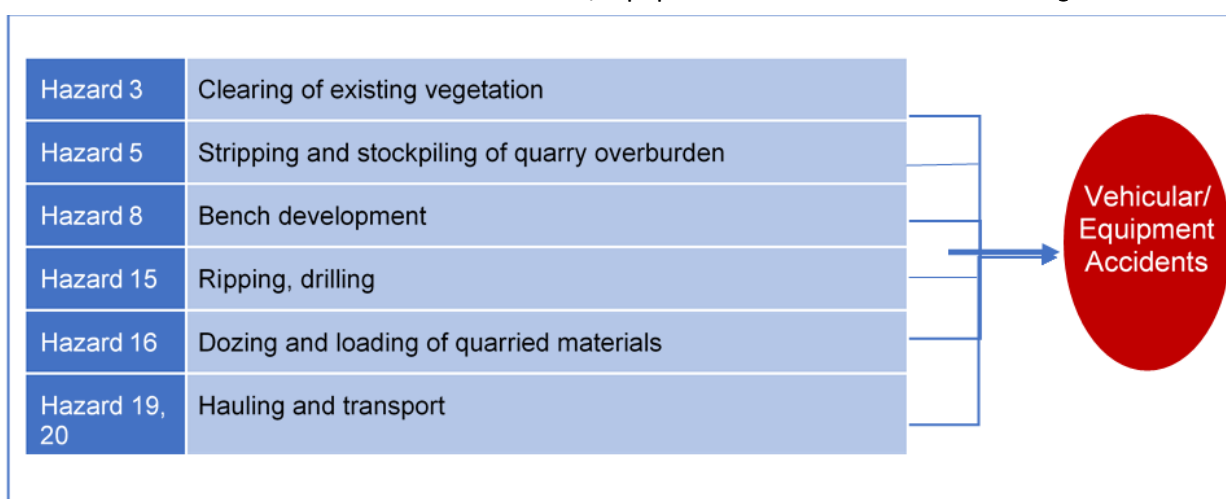 Hazard 3 Clearing of existing vegetation
Hazard 5 Stripping and stockpiling of quarry overburden
Hazard 8 Bench development
Hazard 15 Ripping, drilling
Hazard 16 Dozing and loading of quarried materials
Hazard 19, Hauling and transport
20
Vehicular/
Equipment
Accidents